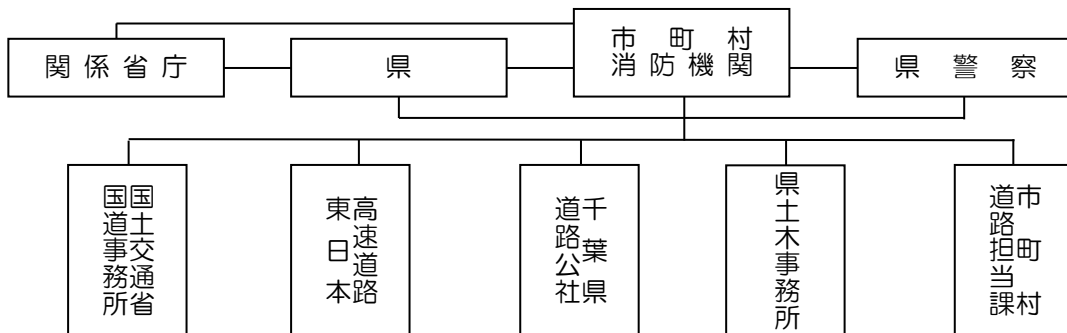 関係省庁
県
市町村
消防機関
県警察
国土交通省
国道事務所
高速道路
東日本
千葉県
道路公社
県土木事務所
市町村
道路担当課